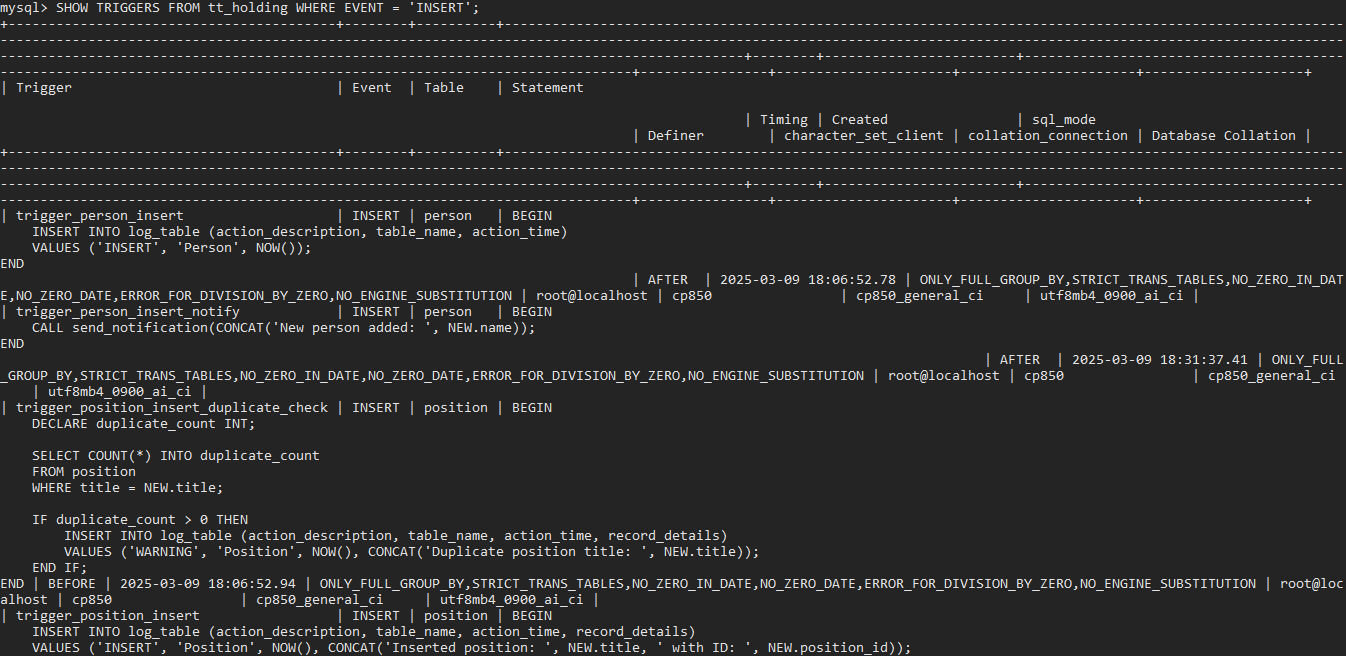 mysql> SHOW TRIGGERS FROM tt_holding WHERE EVENT = 'INSERT';
+-----------------------------------------+--------+----------+---------------------------------------------------------------------------------------------------------
------------------------------------------------------------------------------------------------------------------------------------------------------------------------
---------------------------------------------------------------------------------------------+--------+------------------------+----------------------------------------
-------------------------------------------------------------------------------+----------------+----------------------+----------------------+--------------------+
| Trigger                                 | Event  | Table    | Statement
                                                                                             | Timing | Created                | sql_mode
                                                                               | Definer        | character_set_client | collation_connection | Database Collation |
+-----------------------------------------+--------+----------+---------------------------------------------------------------------------------------------------------
------------------------------------------------------------------------------------------------------------------------------------------------------------------------
---------------------------------------------------------------------------------------------+--------+------------------------+----------------------------------------
-------------------------------------------------------------------------------+----------------+----------------------+----------------------+--------------------+
| trigger_person_insert                   | INSERT | person   | BEGIN
    INSERT INTO log_table (action_description, table_name, action_time)
    VALUES ('INSERT', 'Person', NOW());
END
                                                                               | AFTER  | 2025-03-09 18:06:52.78 | ONLY_FULL_GROUP_BY,STRICT_TRANS_TABLES,NO_ZERO_IN_DAT
E,NO_ZERO_DATE,ERROR_FOR_DIVISION_BY_ZERO,NO_ENGINE_SUBSTITUTION | root@localhost | cp850                | cp850_general_ci     | utf8mb4_0900_ai_ci |
| trigger_person_insert_notify            | INSERT | person   | BEGIN
    CALL send_notification(CONCAT('New person added: ', NEW.name));
END
                                                                                                                           | AFTER  | 2025-03-09 18:31:37.41 | ONLY_FULL
_GROUP_BY,STRICT_TRANS_TABLES,NO_ZERO_IN_DATE,NO_ZERO_DATE,ERROR_FOR_DIVISION_BY_ZERO,NO_ENGINE_SUBSTITUTION | root@localhost | cp850                | cp850_general_ci
    | utf8mb4_0900_ai_ci |
| trigger_position_insert_duplicate_check | INSERT | position | BEGIN
    DECLARE duplicate_count INT;
    SELECT COUNT(*) INTO duplicate_count
    FROM position
    WHERE title = NEW.title;
    IF duplicate_count > 0 THEN
        INSERT INTO log_table (action_description, table_name, action_time, record_details)
        VALUES ('WARNING', 'Position', NOW(), CONCAT('Duplicate position title: ', NEW.title));
    END IF;
END | BEFORE | 2025-03-09 18:06:52.94 | ONLY_FULL_GROUP_BY,STRICT_TRANS_TABLES,NO_ZERO_IN_DATE,NO_ZERO_DATE,ERROR_FOR_DIVISION_BY_ZERO,NO_ENGINE_SUBSTITUTION | root@loc
alhost | cp850                | cp850_general_ci     | utf8mb4_0900_ai_ci |
| trigger_position_insert                 | INSERT | position | BEGIN
    INSERT INTO log_table (action_description, table_name, action_time, record_details)
    VALUES ('INSERT', 'Position', NOW(), CONCAT('Inserted position: ', NEW.title, ' with ID: ', NEW.position_id));